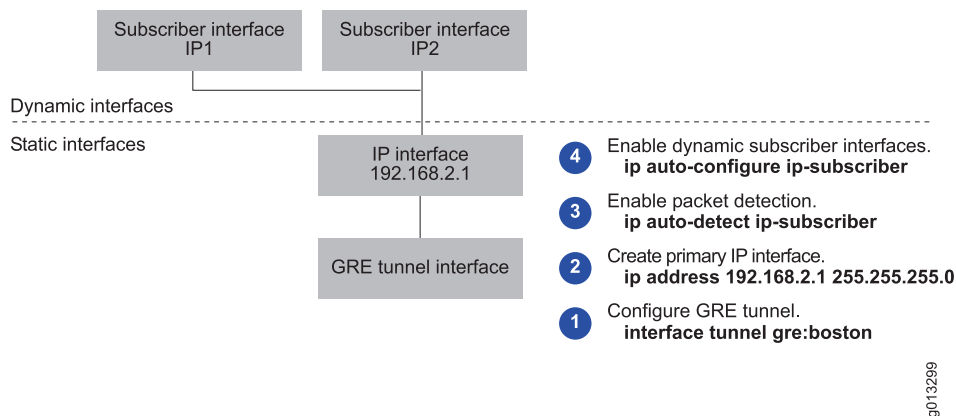 Subscriber interface
IP1
Subscriber interface
IP2
Dynamic interfaces
Static interfaces
IP interface
192.168.2.1
GRE tunnel interface
4 Enable dynamic subscriber interfaces.
ip auto-configure ip-subscriber
3 Enable packet detection.
ip auto-detect ip-subscriber
2 Create primary IP interface.
ip address 192.168.2.1 255.255.255.0
1 Configure GRE tunnel.
interface tunnel gre:boston
g013299